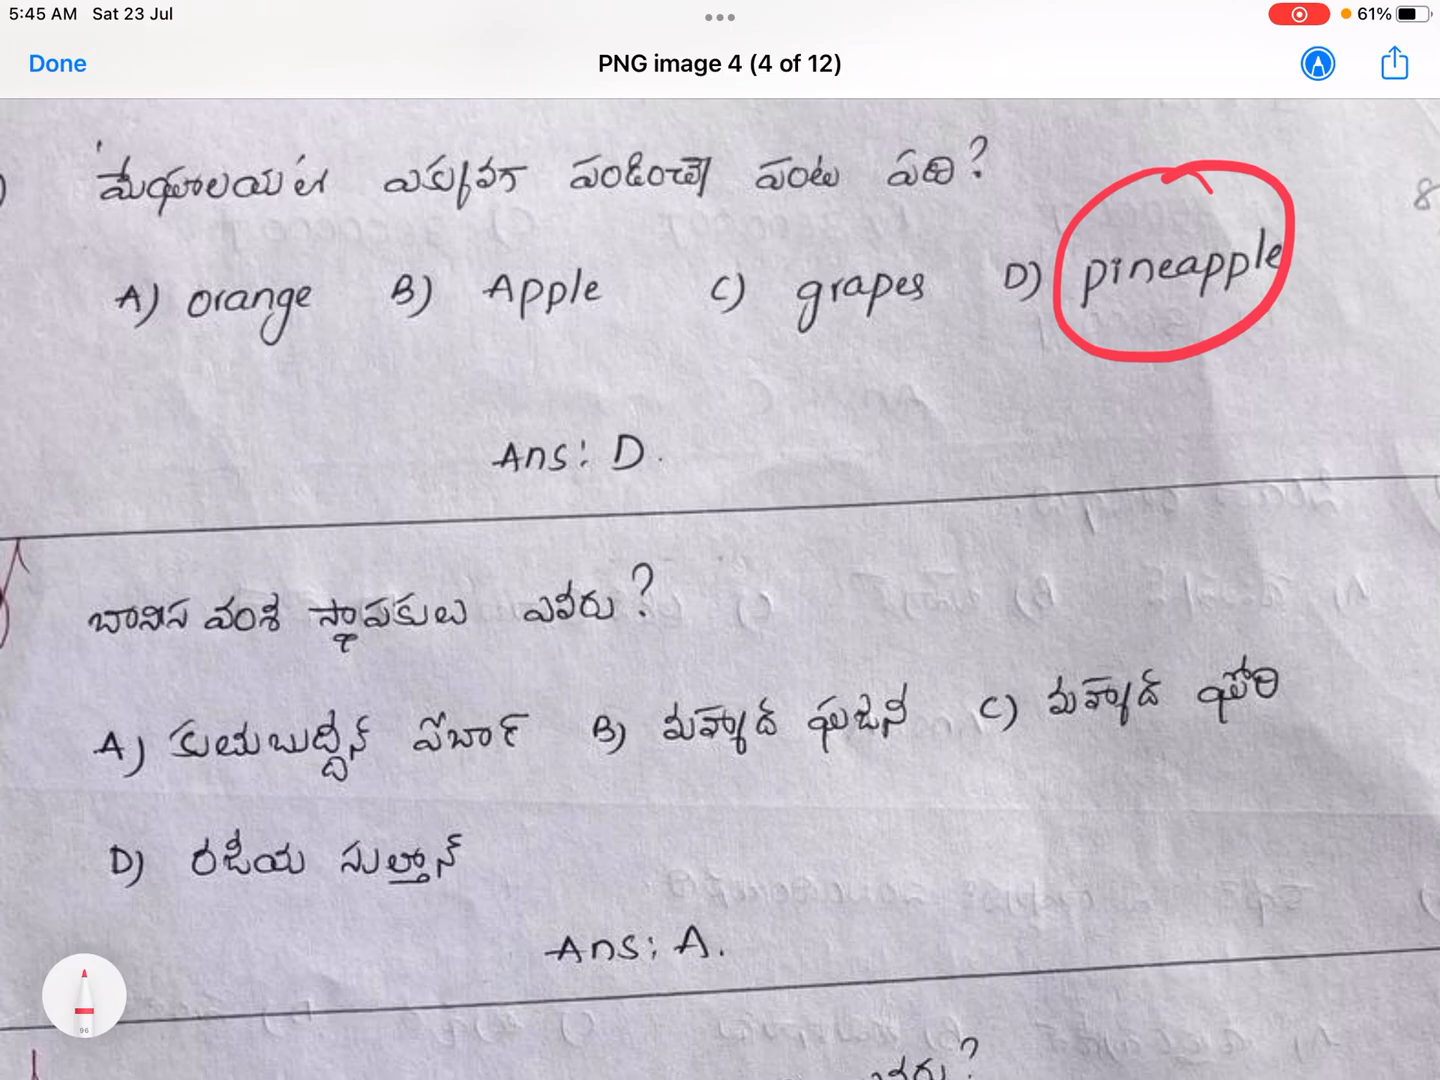 5:45 AM Sat 23 Jul
61%
Done
PNG image 4 (4 of 12)
'మేఘాలయ'లో ఎక్కువగా పండించే పంట ఏది?
A) orange B) Apple C) grapes D) pineapple
8
Ans: D.
బానిస వంశ స్థాపకులు ఎవరు?
A) కుతుబుద్దీన్ ఐబాక్ B) మహ్మద్ ఘజనీ C) మహ్మద్ ఘోరి
D) రజియ సుల్తాన్
Ans: A.
96